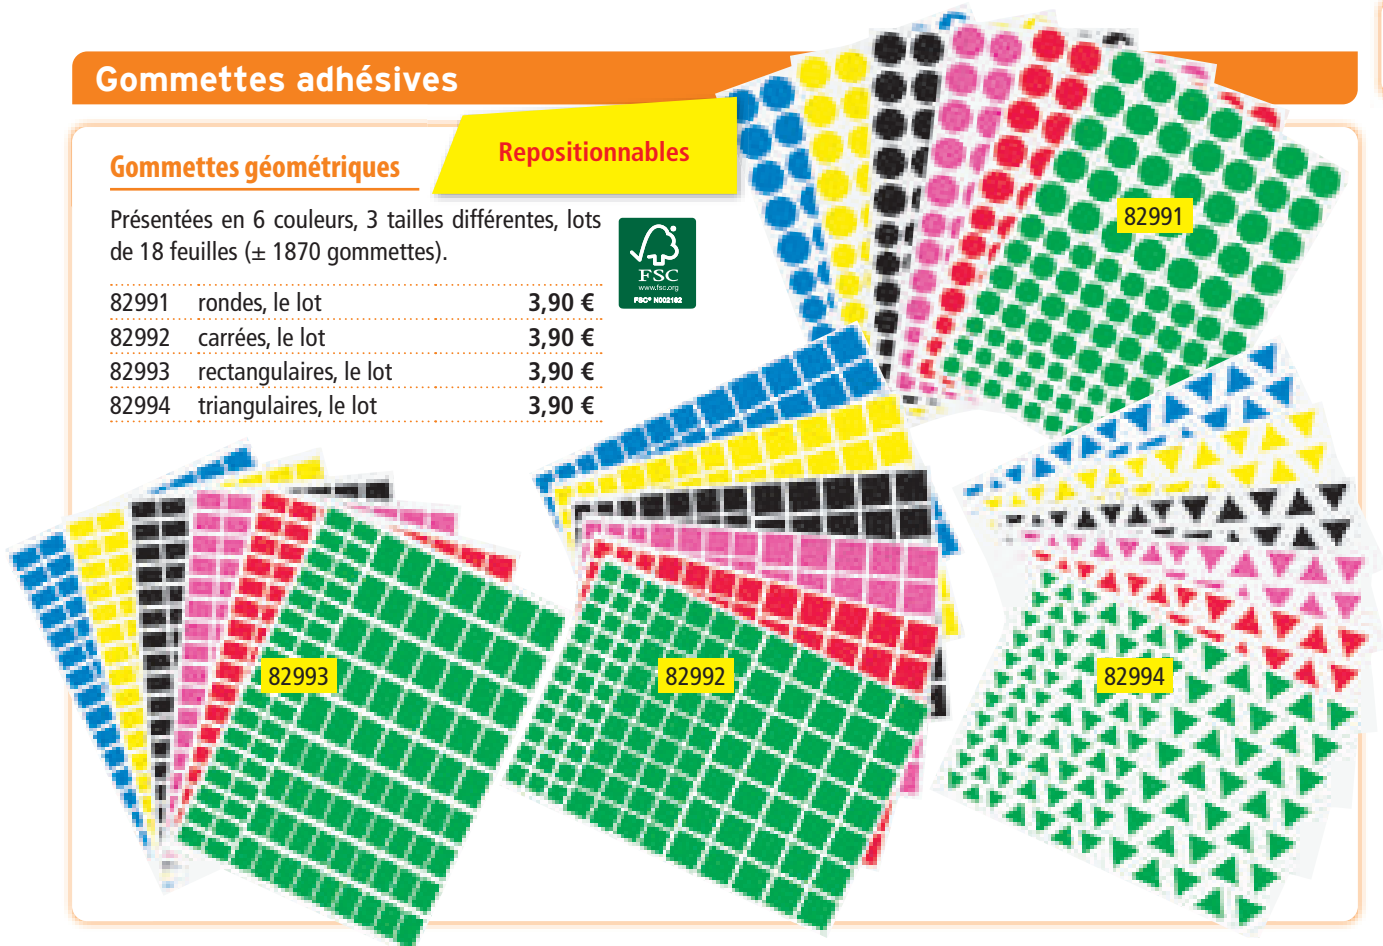 Gommettes adhésives
Gommettes géométriques
Repositionnables
Présentées en 6 couleurs, 3 tailles différentes, lots
de 18 feuilles (± 1870 gommettes).
FSC
www.fsc.org
FSC® N002162
82991 rondes, le lot 3,90 €
82992 carrées, le lot 3,90 €
82993 rectangulaires, le lot 3,90 €
82994 triangulaires, le lot 3,90 €
82991
82993
82992
82994